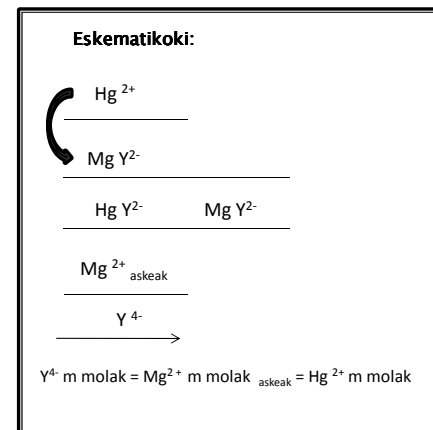 Eskematikoki:
Hg ²⁺
Mg Y²⁻
Hg Y²⁻ Mg Y²⁻
Mg ²⁺ askeak
Y ⁴⁻
Y⁴⁻ m molak = Mg²⁺ m molak askeak = Hg ²⁺ m molak